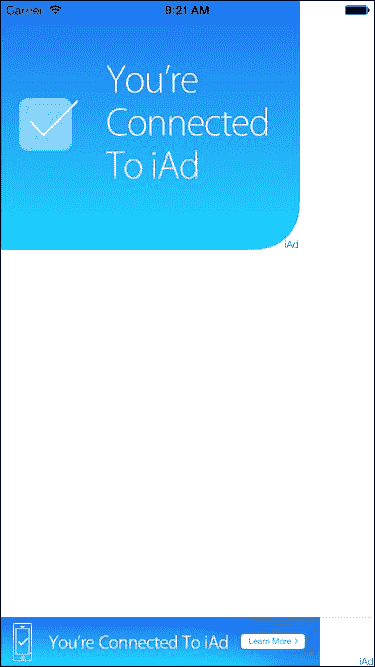 Carrier 9:21 AM
You're
Connected
To iAd
iAd
You're Connected To iAd Learn More >
iAd